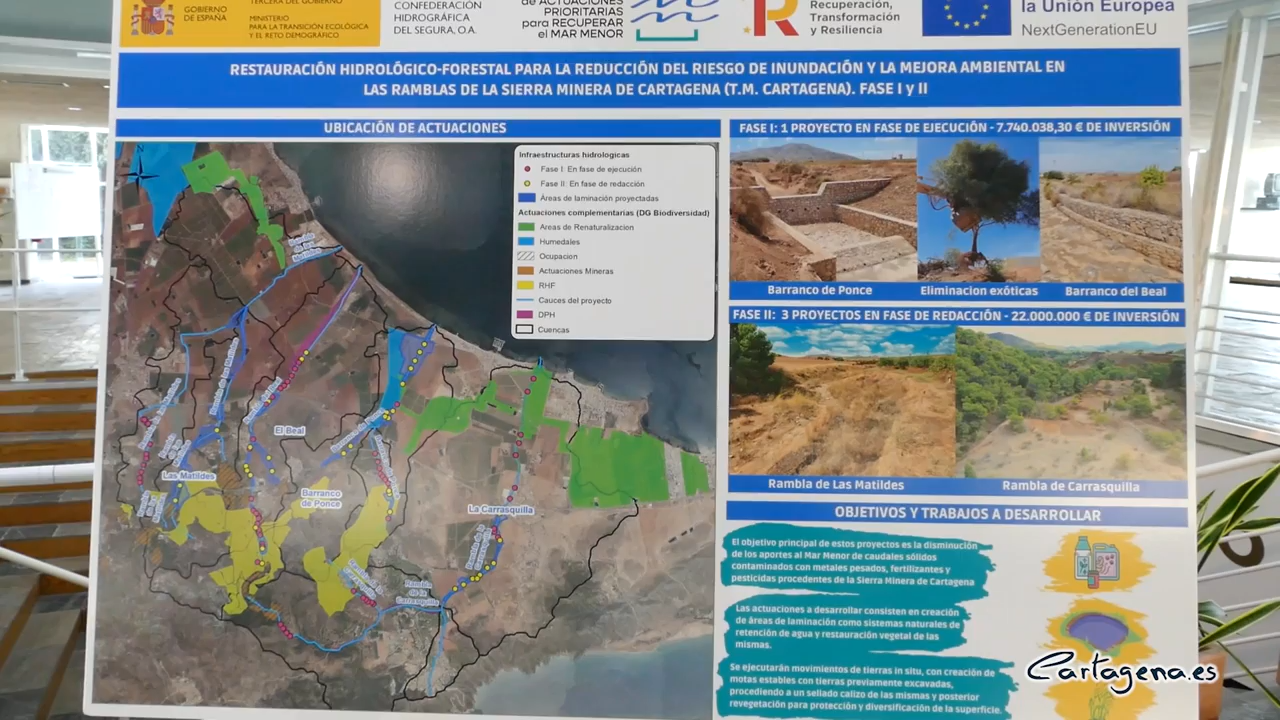 GOBIERNO
DE ESPAÑA
TERCERA DEL GOBIERNO
MINISTERIO
PARA LA TRANSICIÓN ECOLÓGICA
Y EL RETO DEMOGRÁFICO
CONFEDERACIÓN
HIDROGRÁFICA
DEL SEGURA, O.A.
de ACTUACIONES
PRIORITARIAS
para RECUPERAR
el MAR MENOR
Recuperación,
Transformación
y Resiliencia
la Unión Europea
NextGenerationEU
RESTAURACIÓN HIDROLÓGICO-FORESTAL PARA LA REDUCCIÓN DEL RIESGO DE INUNDACIÓN Y LA MEJORA AMBIENTAL EN
LAS RAMBLAS DE LA SIERRA MINERA DE CARTAGENA (T.M. CARTAGENA). FASE I y II
UBICACIÓN DE ACTUACIONES
Infraestructuras hidrologicas
Fase I: En fase de ejecución
Fase II: En fase de redacción
Áreas de laminación proyectadas
Actuaciones complementarias (DG Biodiversidad)
Areas de Renaturalizacion
Humedales
Ocupacion
Actuaciones Mineras
RHF
Cauces del proyecto
DPH
Cuencas
El Beal
Las Matildes
Barranco
de Ponce
La Carrasquilla
Rambla
de la
Carrasquilla
FASE I: 1 PROYECTO EN FASE DE EJECUCIÓN - 7.740.038,30 € DE INVERSIÓN
Barranco de Ponce
Eliminacion exóticas
Barranco del Beal
FASE II: 3 PROYECTOS EN FASE DE REDACCIÓN - 22.000.000 € DE INVERSIÓN
Rambla de Las Matildes
Rambla de Carrasquilla
OBJETIVOS Y TRABAJOS A DESARROLLAR
El objetivo principal de estos proyectos es la disminución
de los aportes al Mar Menor de caudales sólidos
contaminados con metales pesados, fertilizantes y
pesticidas procedentes de la Sierra Minera de Cartagena
Las actuaciones a desarrollar consisten en creación
de áreas de laminación como sistemas naturales de
retención de agua y restauración vegetal de las
mismas.
Se ejecutarán movimientos de tierras in situ, con creación de
motas estables con tierras previamente excavadas,
procediendo a un sellado calizo de las mismas y posterior
revegetación para protección y diversificación de la superficie.
Cartagena.es